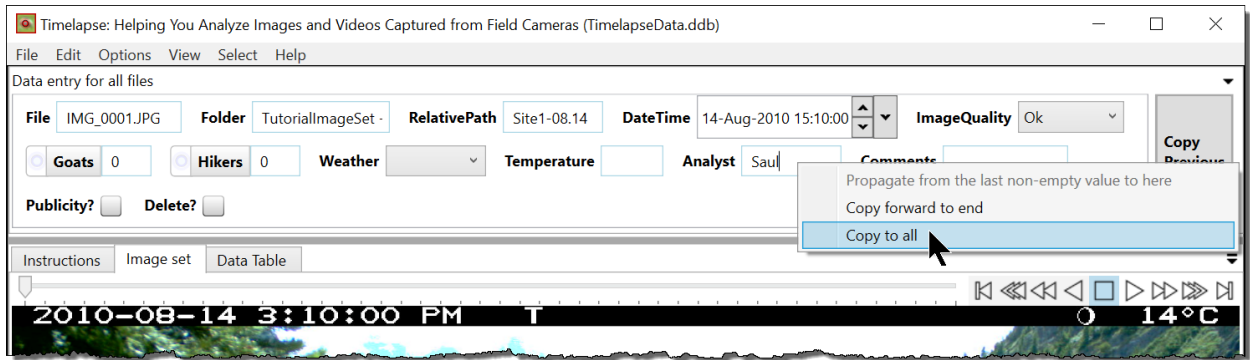 Timelapse: Helping You Analyze Images and Videos Captured from Field Cameras (TimelapseData.ddb)
File Edit Options View Select Help
Data entry for all files
File IMG_0001.JPG Folder TutorialImageSet - RelativePath Site1-08.14 DateTime 14-Aug-2010 15:10:00 ImageQuality Ok
Copy
Previous
Goats 0 Hikers 0 Weather Temperature Analyst Saul Comments
Propagate from the last non-empty value to here
Copy forward to end
Copy to all
Publicity? Delete?
Instructions Image set Data Table
2010-08-14 3:10:00 PM T 14°C